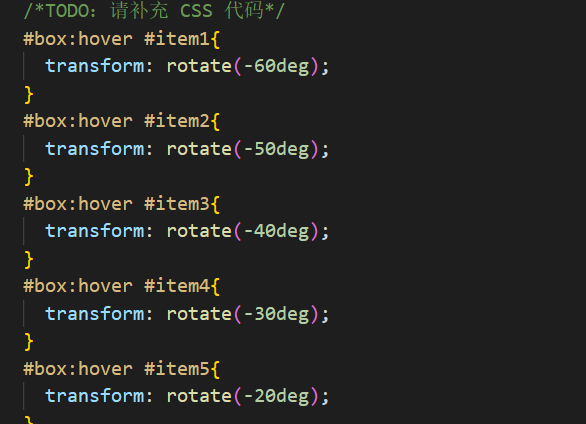 /*TODO：请补充 CSS 代码*/
#box:hover #item1{
transform: rotate(-60deg);
}
#box:hover #item2{
transform: rotate(-50deg);
}
#box:hover #item3{
transform: rotate(-40deg);
}
#box:hover #item4{
transform: rotate(-30deg);
}
#box:hover #item5{
transform: rotate(-20deg);
}